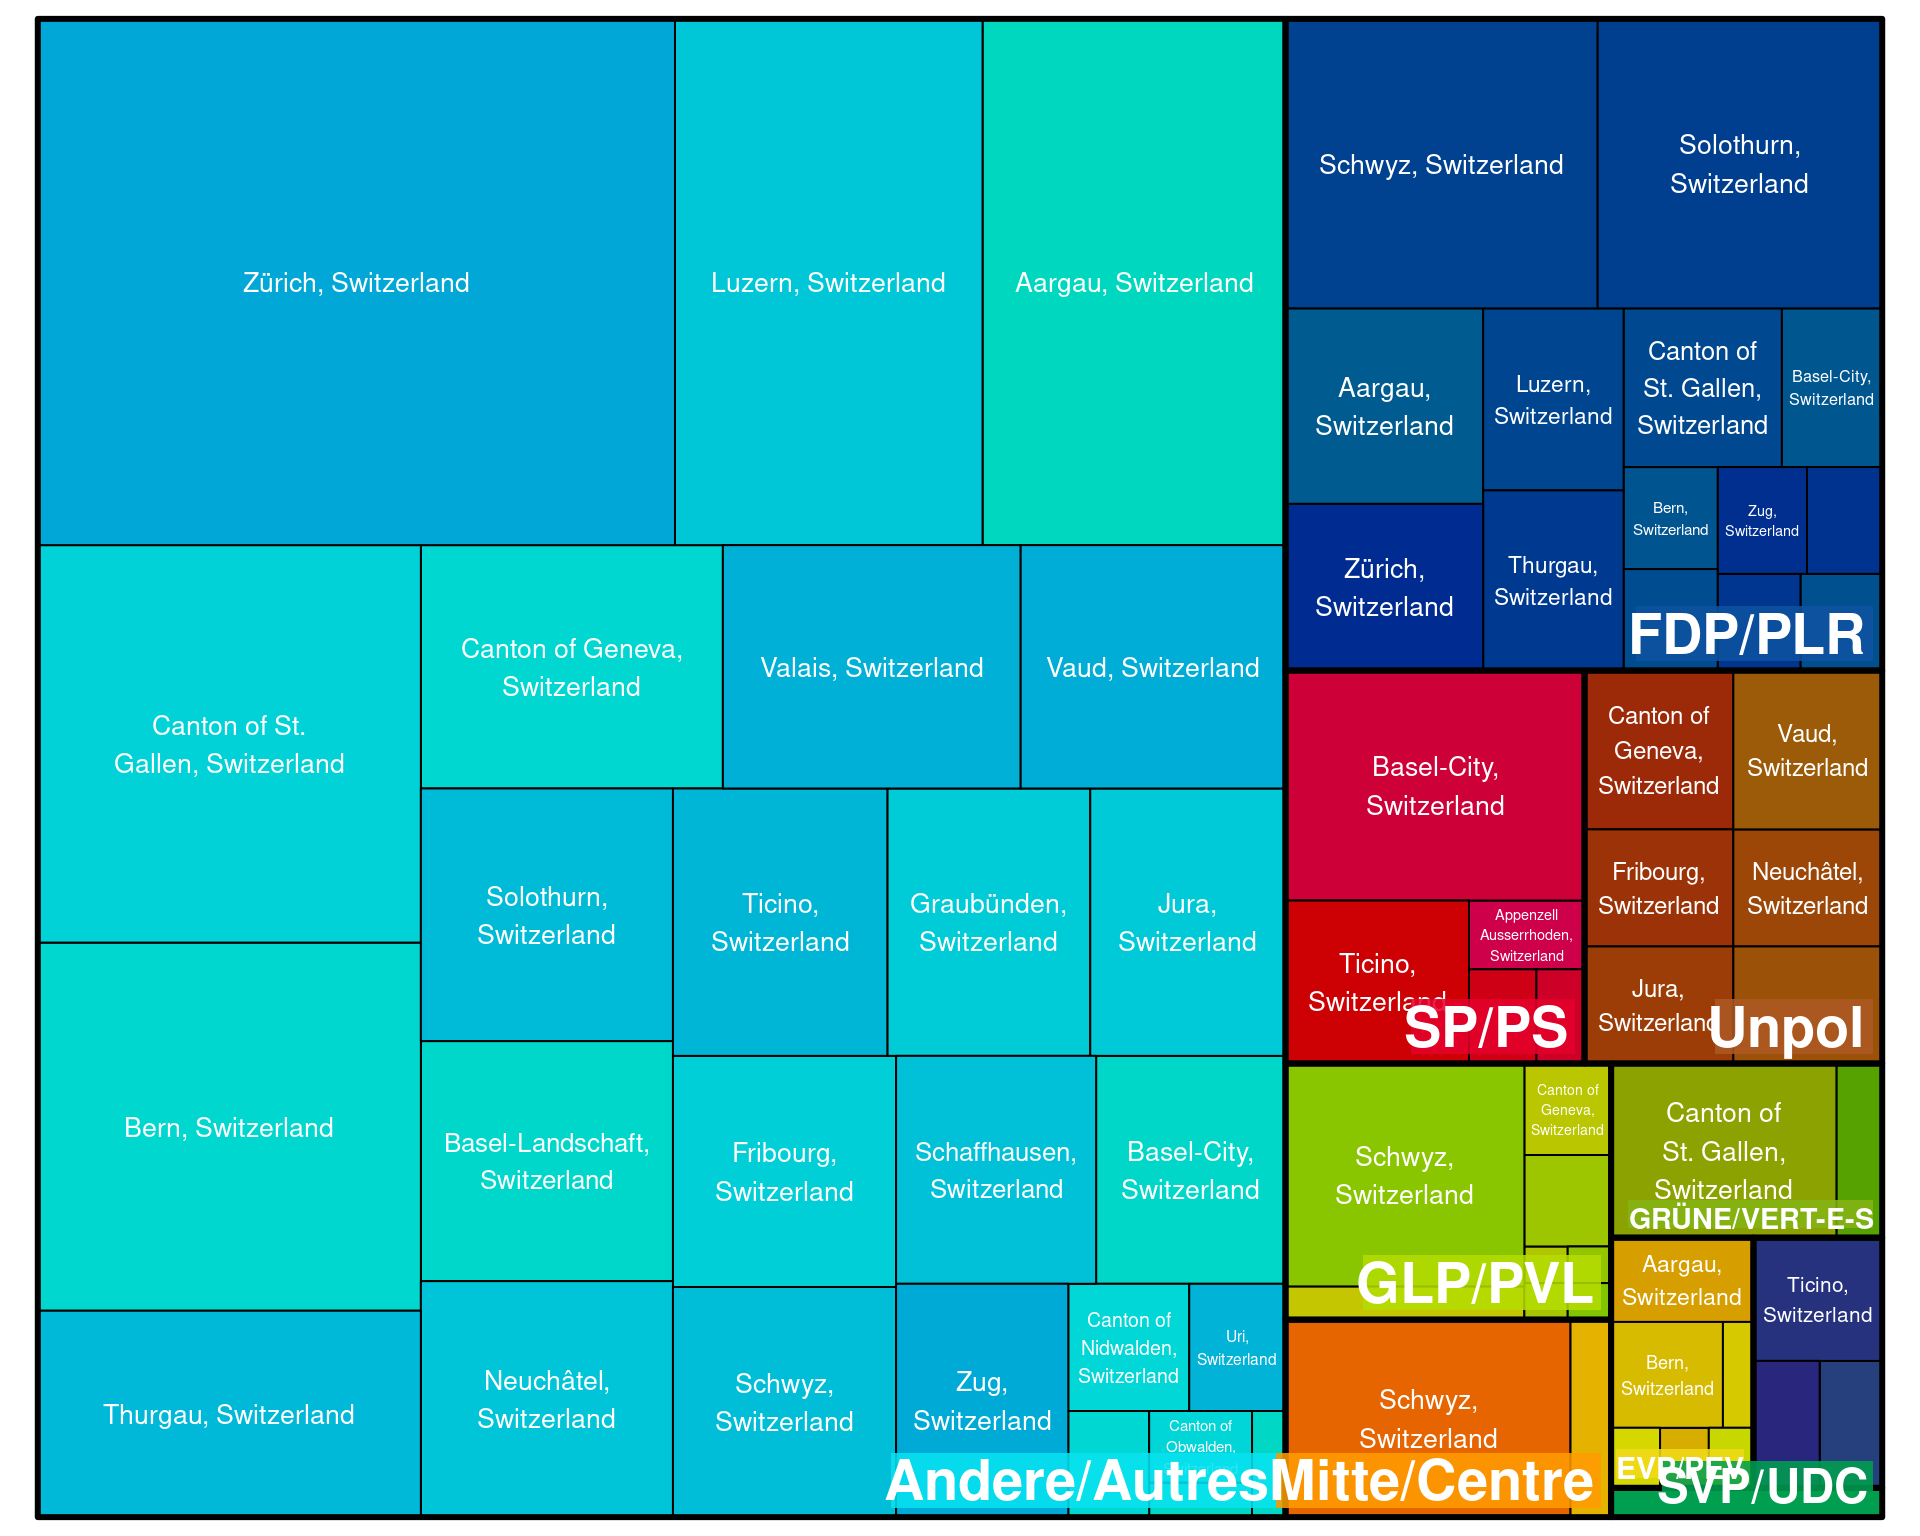 Zürich, Switzerland
Luzern, Switzerland
Aargau, Switzerland
Canton of St.
Gallen, Switzerland
Canton of Geneva,
Switzerland
Valais, Switzerland
Vaud, Switzerland
Bern, Switzerland
Solothurn,
Switzerland
Ticino,
Switzerland
Graubünden,
Switzerland
Jura,
Switzerland
Basel-Landschaft,
Switzerland
Fribourg,
Switzerland
Schaffhausen,
Switzerland
Basel-City,
Switzerland
Thurgau, Switzerland
Neuchâtel,
Switzerland
Schwyz,
Switzerland
Zug,
Switzerland
Canton of
Nidwalden,
Switzerland
Uri,
Switzerland
Canton of
Obwalden,
Andere/Autres
Schwyz, Switzerland
Solothurn,
Switzerland
Aargau,
Switzerland
Luzern,
Switzerland
Canton of
St. Gallen,
Switzerland
Basel-City,
Switzerland
Zürich,
Switzerland
Thurgau,
Switzerland
Bern,
Switzerland
Zug,
Switzerland
FDP/PLR
Basel-City,
Switzerland
Ticino,
Switzerland
Appenzell
Ausserrhoden,
Switzerland
SP/PS
Canton of
Geneva,
Switzerland
Vaud,
Switzerland
Fribourg,
Switzerland
Neuchâtel,
Switzerland
Jura,
Switzerland
Unpol
Schwyz,
Switzerland
Canton of
Geneva,
Switzerland
GLP/PVL
Canton of
St. Gallen,
Switzerland
GRÜNE/VERT-E-S
Schwyz,
Switzerland
Mitte/Centre
Aargau,
Switzerland
Bern,
Switzerland
EVP/PEV
Ticino,
Switzerland
SVP/UDC